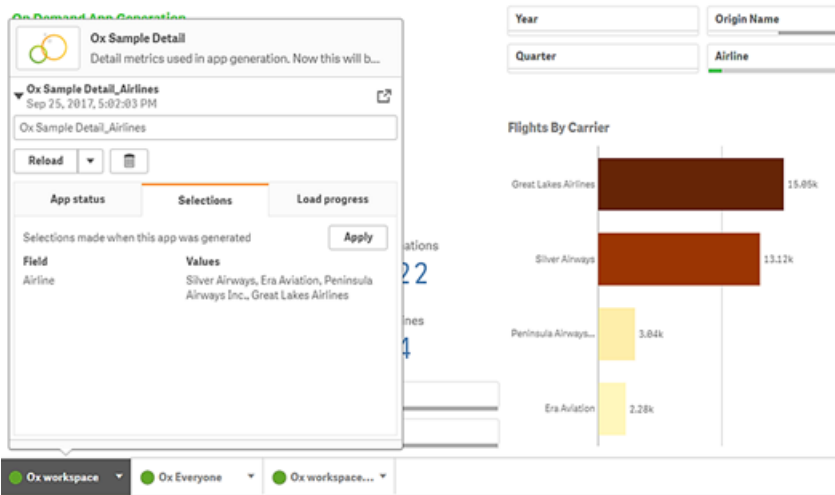 On Demand App Generation
Ox Sample Detail
Detail metrics used in app generation. Now this will b...
Ox Sample Detail_Airlines
Sep 25, 2017, 5:02:03 PM
Ox Sample Detail_Airlines
Reload
App status
Selections
Load progress
Selections made when this app was generated
Apply
Field
Values
Airline
Silver Airways, Era Aviation, Peninsula
Airways Inc., Great Lakes Airlines
ations
22
ines
4
Year
Origin Name
Quarter
Airline
Flights By Carrier
Great Lakes Airlines
15.05k
Silver Airways
13.12k
Peninsula Airways...
3.04k
Era Aviation
2.28k
Ox workspace
Ox Everyone
Ox workspace...